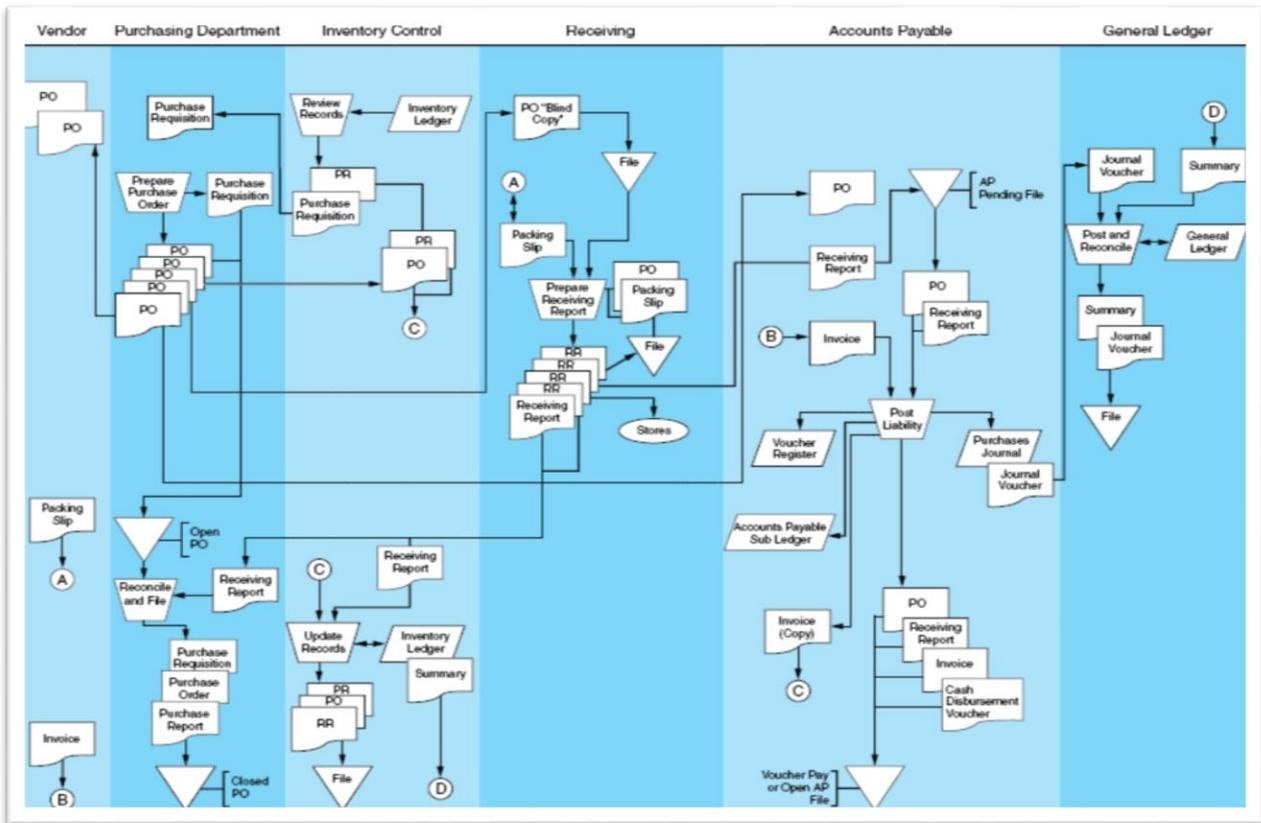 Vendor
Purchasing Department
Inventory Control
Receiving
Accounts Payable
General Ledger
PO
PO
Packing
Slip
A
Invoice
B
Purchase
Requisition
Prepare
Purchase
Order
Purchase
Requisition
PO
PO
PO
PO
PO
Open
PO
Reconcile
and File
Receiving
Report
Purchase
Requisition
Purchase
Order
Purchase
Report
Closed
PO
Review
Records
Inventory
Ledger
PR
Purchase
Requisition
PR
PO
C
Receiving
Report
C
Update
Records
Inventory
Ledger
Summary
PR
PO
RR
File
D
PO "Blind
Copy"
File
A
Packing
Slip
Prepare
Receiving
Report
PO
Packing
Slip
File
RR
RR
RR
RR
Receiving
Report
Stores
PO
AP
Pending File
Receiving
Report
PO
Receiving
Report
B
Invoice
Post
Liability
Voucher
Register
Purchases
Journal
Journal
Voucher
Accounts Payable
Sub Ledger
Invoice
(Copy)
C
PO
Receiving
Report
Invoice
Cash
Disbursement
Voucher
Voucher Pay
or Open AP
File
D
Journal
Voucher
Summary
Post and
Reconcile
General
Ledger
Summary
Journal
Voucher
File